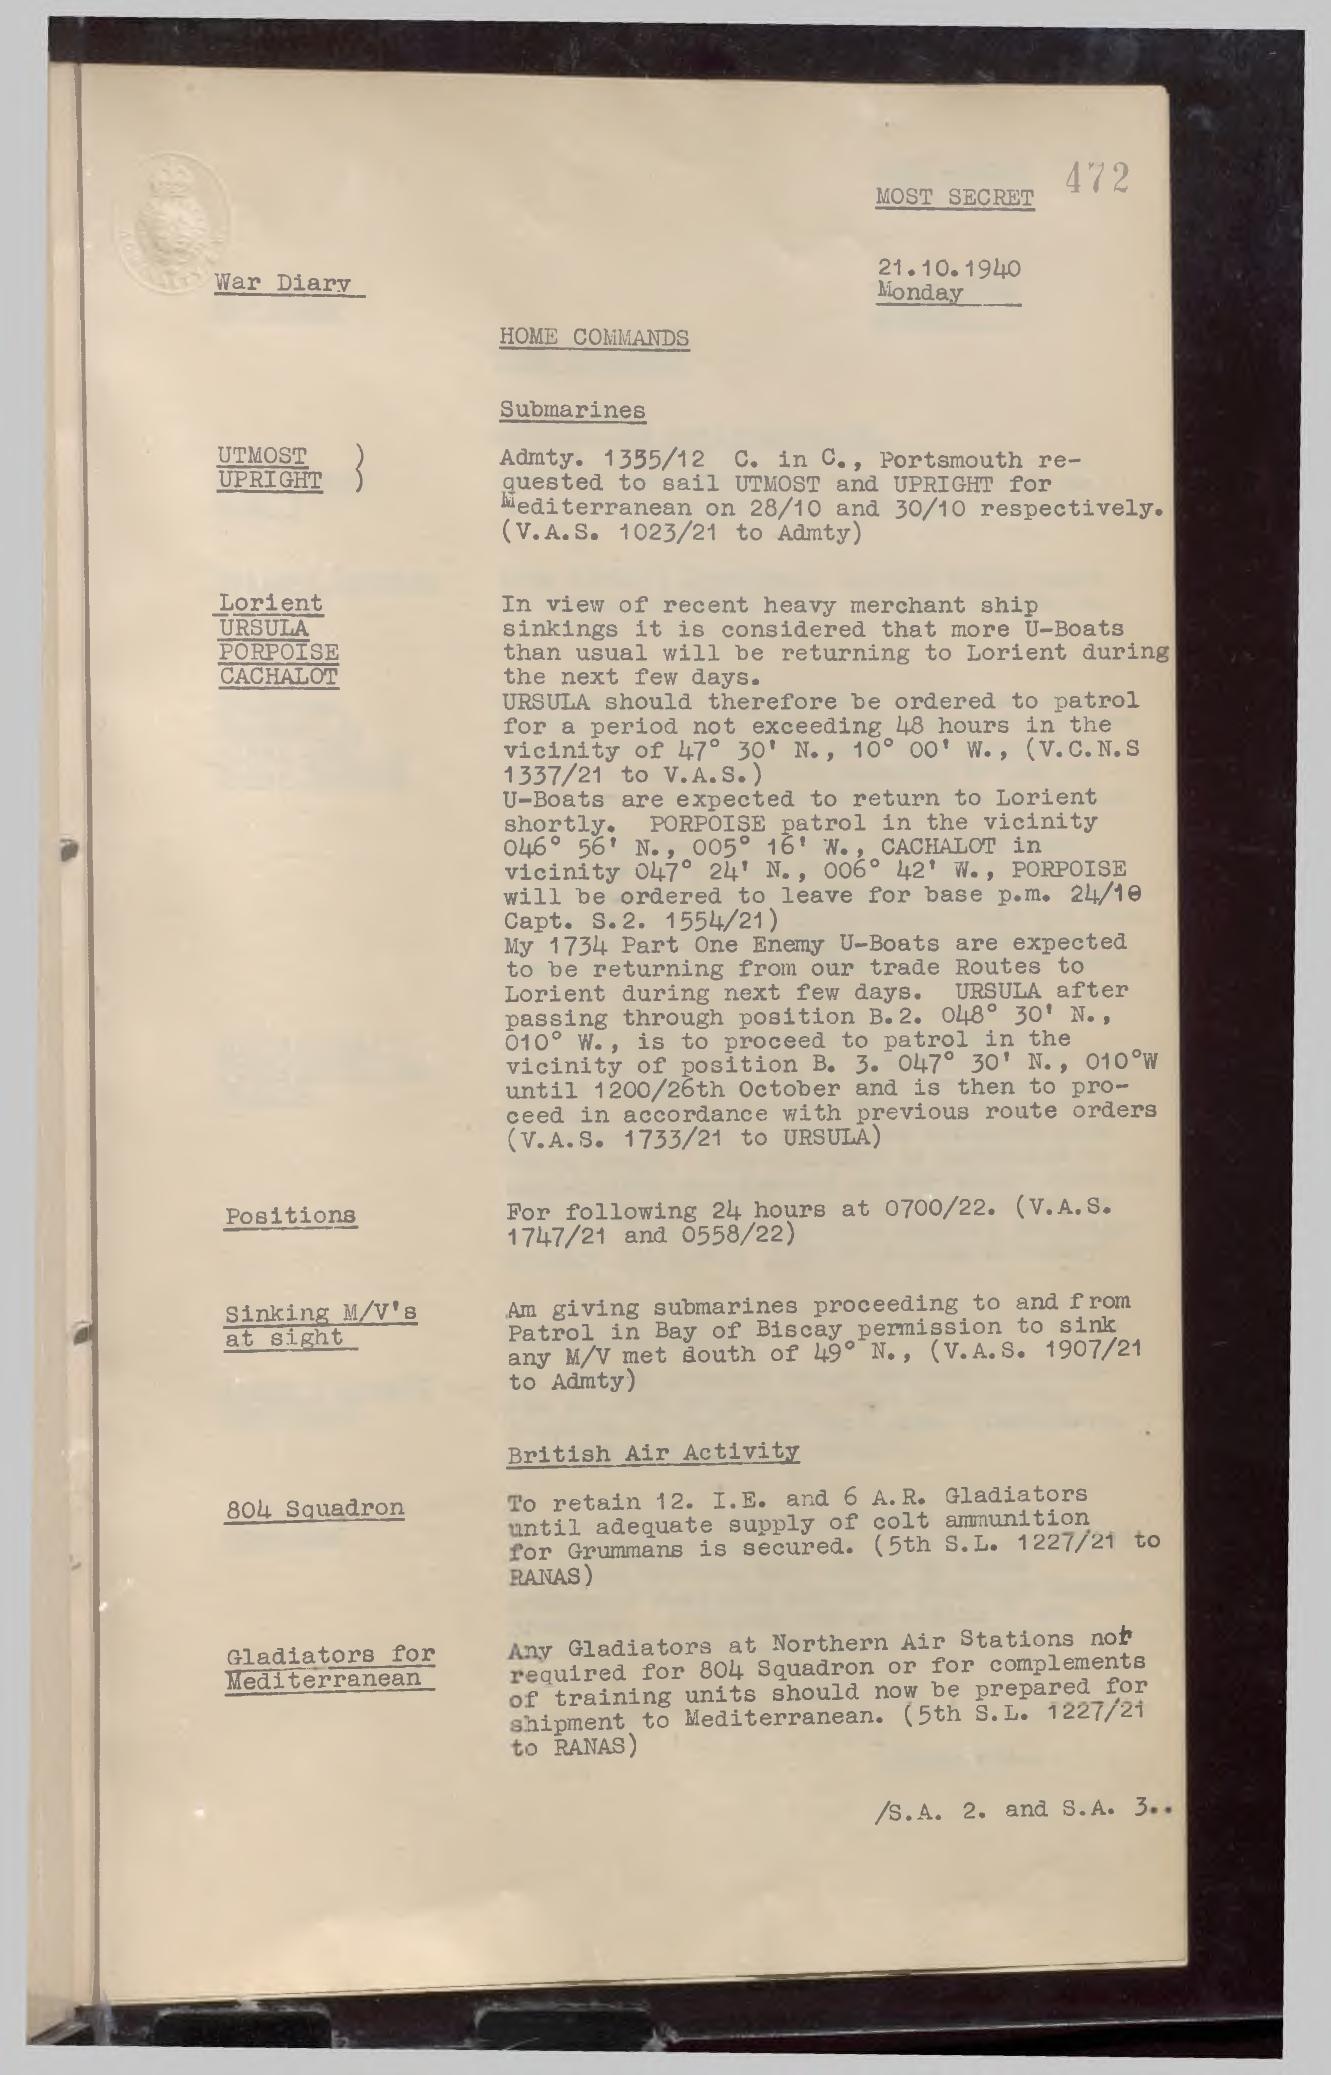 472
MOST SECRET
21.10.1940
War Diary
Monday
HOME COMMANDS
Submarines
UTMOST )
UPRIGHT )
Admty. 1335/12 C. in C., Portsmouth re-
quested to sail UTMOST and UPRIGHT for
Mediterranean on 28/10 and 30/10 respectively.
(V.A.S. 1023/21 to Admty)
Lorient
URSULA
PORPOISE
CACHALOT
In view of recent heavy merchant ship
sinkings it is considered that more U-Boats
than usual will be returning to Lorient during
the next few days.
URSULA should therefore be ordered to patrol
for a period not exceeding 48 hours in the
vicinity of 47° 30' N., 10° 00' W., (V.C.N.S
1337/21 to V.A.S.)
U-Boats are expected to return to Lorient
shortly. PORPOISE patrol in the vicinity
046° 56' N., 005° 16' W., CACHALOT in
vicinity 047° 24' N., 006° 42' W., PORPOISE
will be ordered to leave for base p.m. 24/10
Capt. S.2. 1554/21)
My 1734 Part One Enemy U-Boats are expected
to be returning from our trade Routes to
Lorient during next few days. URSULA after
passing through position B.2. 048° 30' N.,
010° W., is to proceed to patrol in the
vicinity of position B. 3. 047° 30' N., 010°W
until 1200/26th October and is then to pro-
ceed in accordance with previous route orders
(V.A.S. 1733/21 to URSULA)
Positions
For following 24 hours at 0700/22. (V.A.S.
1747/21 and 0558/22)
Sinking M/V's
at sight
Am giving submarines proceeding to and from
Patrol in Bay of Biscay permission to sink
any M/V met douth of 49° N., (V.A.S. 1907/21
to Admty)
British Air Activity
804 Squadron
To retain 12. I.E. and 6 A.R. Gladiators
until adequate supply of colt ammunition
for Grummans is secured. (5th S.L. 1227/21 to
RANAS)
Gladiators for
Mediterranean
Any Gladiators at Northern Air Stations not
required for 804 Squadron or for complements
of training units should now be prepared for
shipment to Mediterranean. (5th S.L. 1227/21
to RANAS)
/S.A. 2. and S.A. 3..